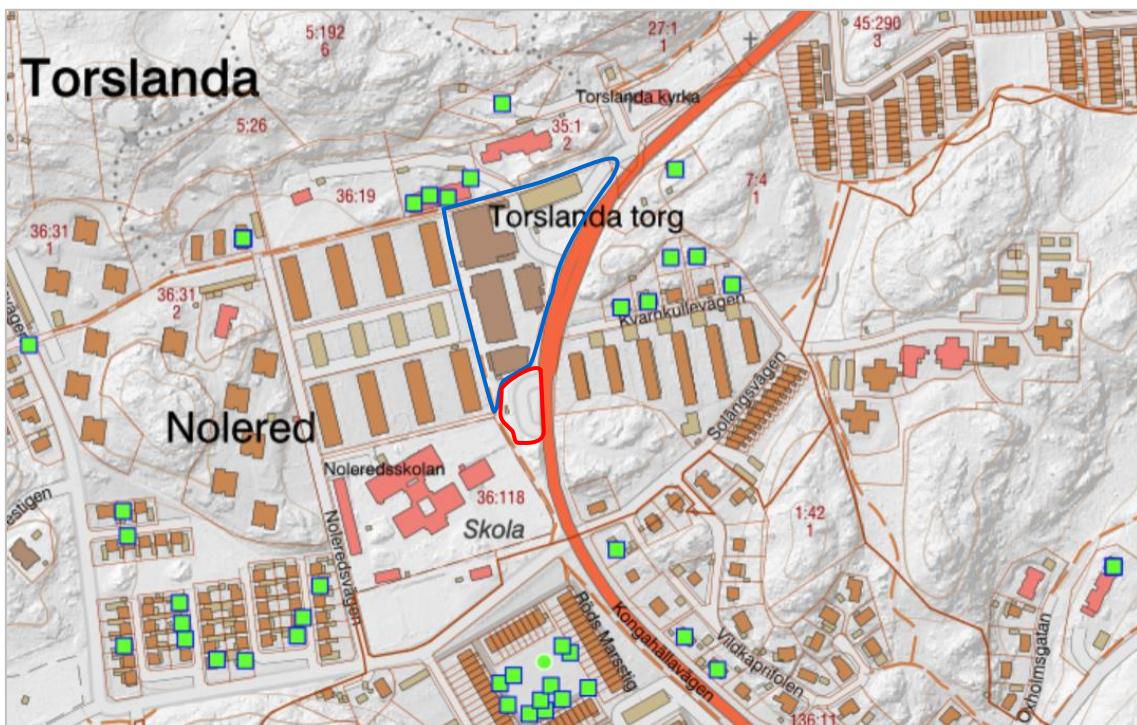 5:192
6
27:1
1
45:290
3
Torslanda
Torslanda kyrka
5:26
35:1
2
7:4
1
36:19
Torslanda torg
36:31
1
36:31
2
Kvarnkullevägen
Solängsvägen
Nolered
Noleredsskolan
36:118
Skola
1:42
1
estigen
Noleredsvägen
Röde Marsstig
Kongahällavägen
Vildkaprifolen
136:11
oxholmsgatan